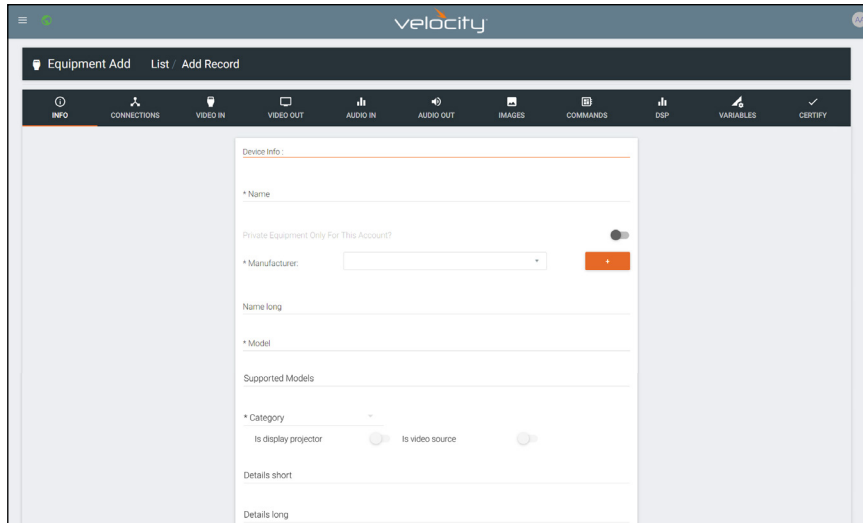 velocity
Equipment Add List / Add Record
INFO CONNECTIONS VIDEO IN VIDEO OUT AUDIO IN AUDIO OUT IMAGES COMMANDS DSP VARIABLES CERTIFY
Device Info :
* Name
Private Equipment Only For This Account?
* Manufacturer: +
Name long
* Model
Supported Models
* Category
Is display projector Is video source
Details short
Details long